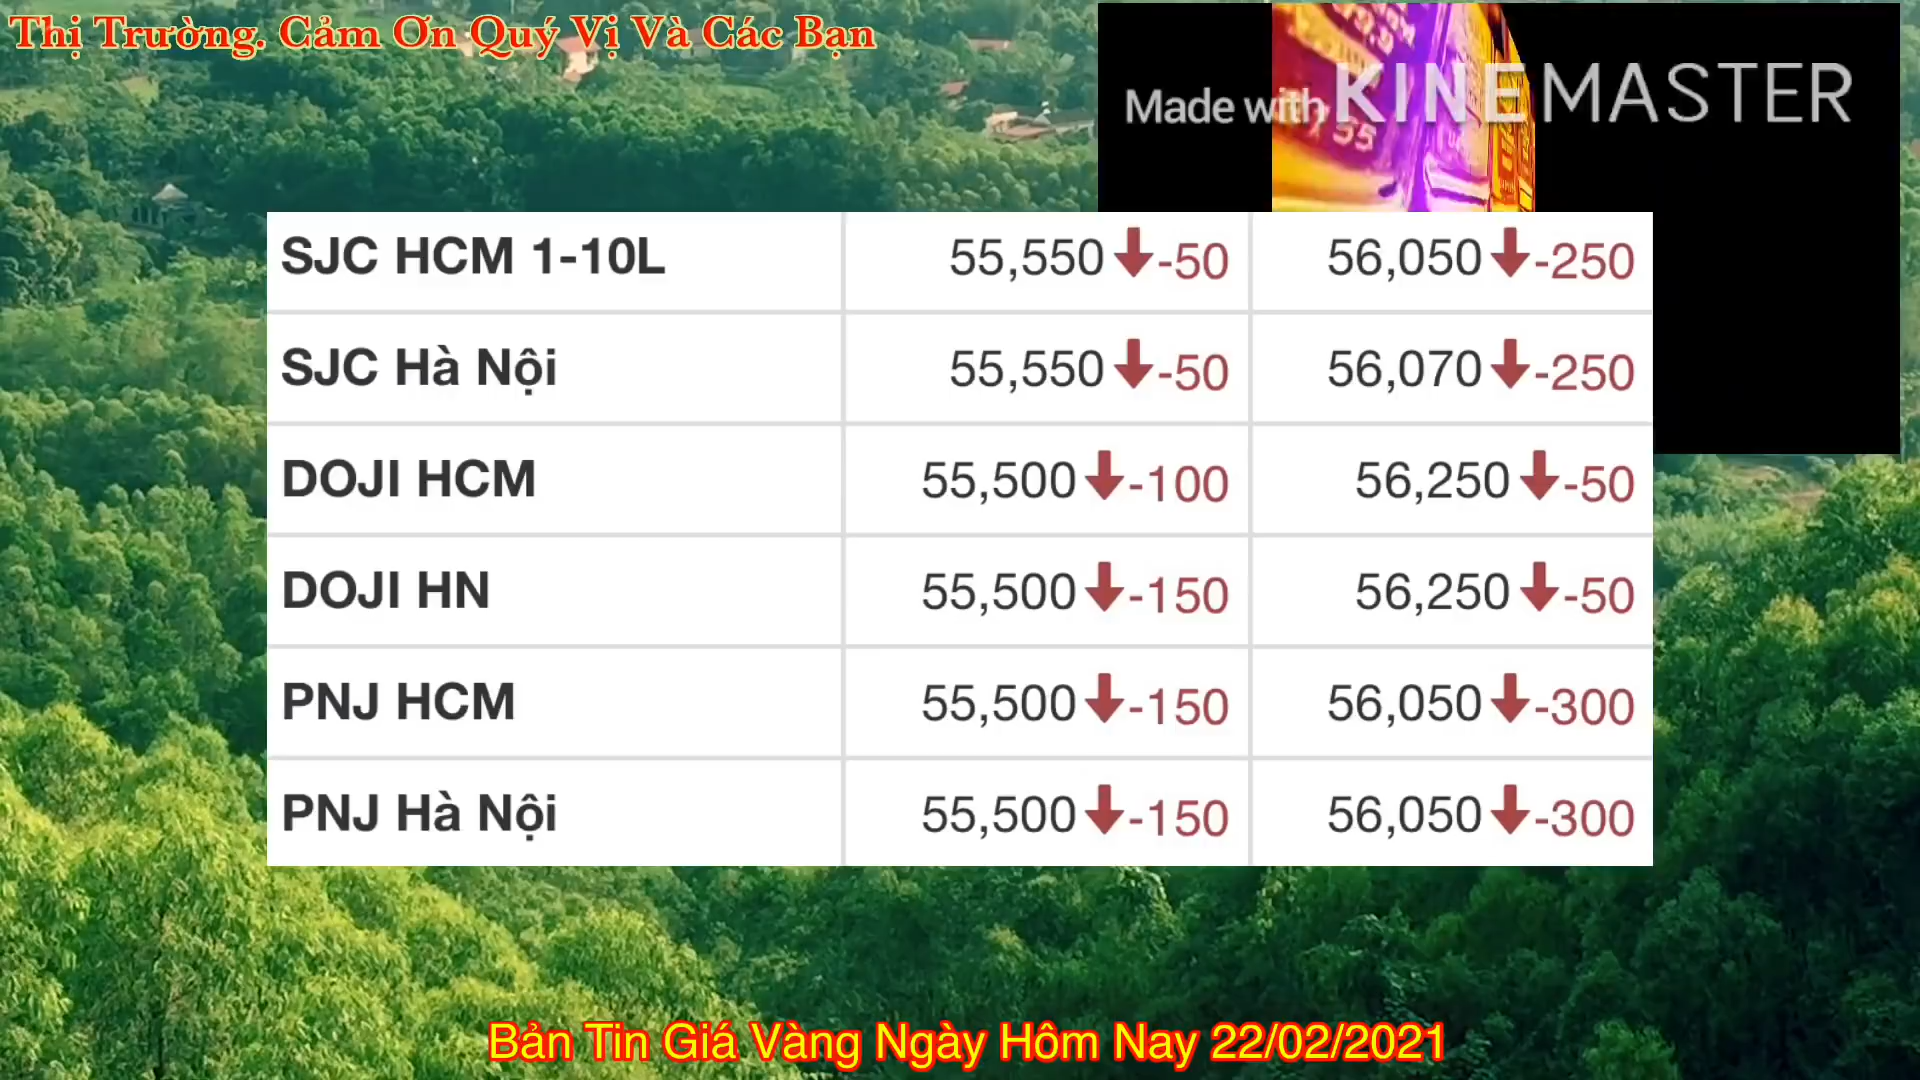 Thị Trường. Cảm Ơn Quý Vị Và Các Bạn
Made with KINEMASTER
55
SJC HCM 1-10L 55,550 -50 56,050 -250
SJC Hà Nội 55,550 -50 56,070 -250
DOJI HCM 55,500 -100 56,250 -50
DOJI HN 55,500 -150 56,250 -50
PNJ HCM 55,500 -150 56,050 -300
PNJ Hà Nội 55,500 -150 56,050 -300
Bản Tin Giá Vàng Ngày Hôm Nay 22/02/2021